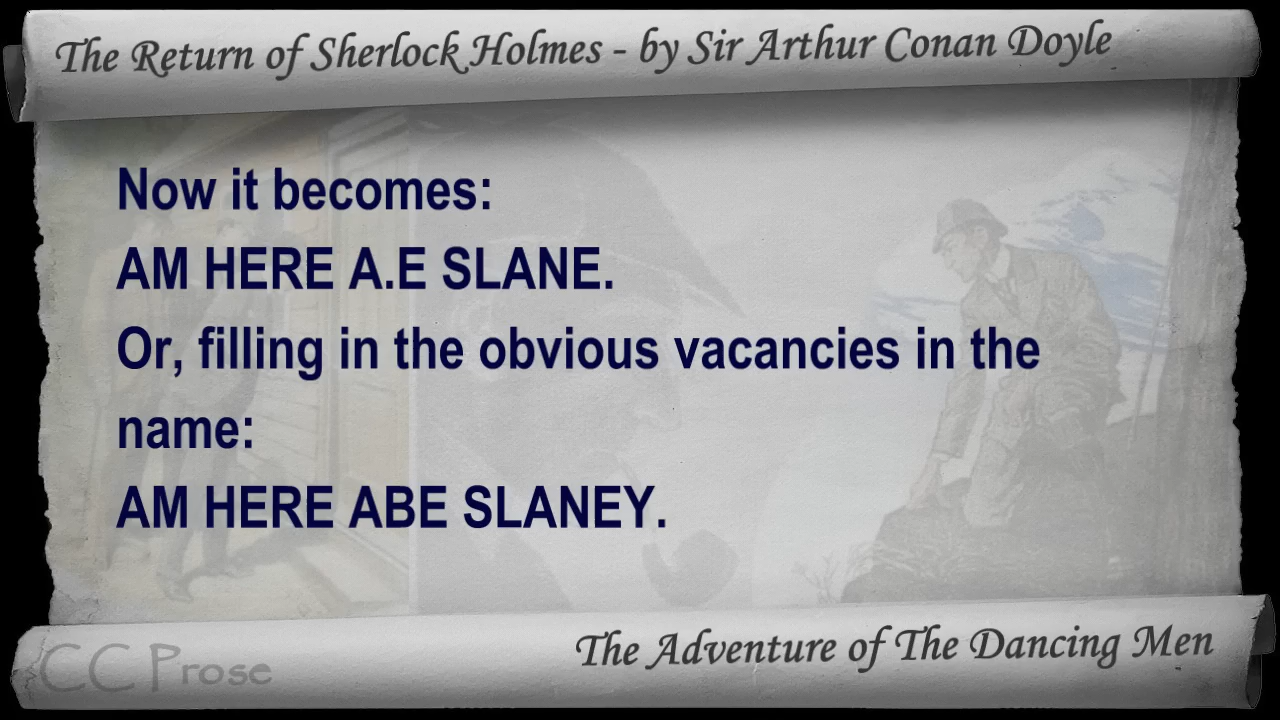 The Return of Sherlock Holmes - by Sir Arthur Conan Doyle
Now it becomes:
AM HERE A.E SLANE.
Or, filling in the obvious vacancies in the
name:
AM HERE ABE SLANEY.
CC Prose
The Adventure of The Dancing Men